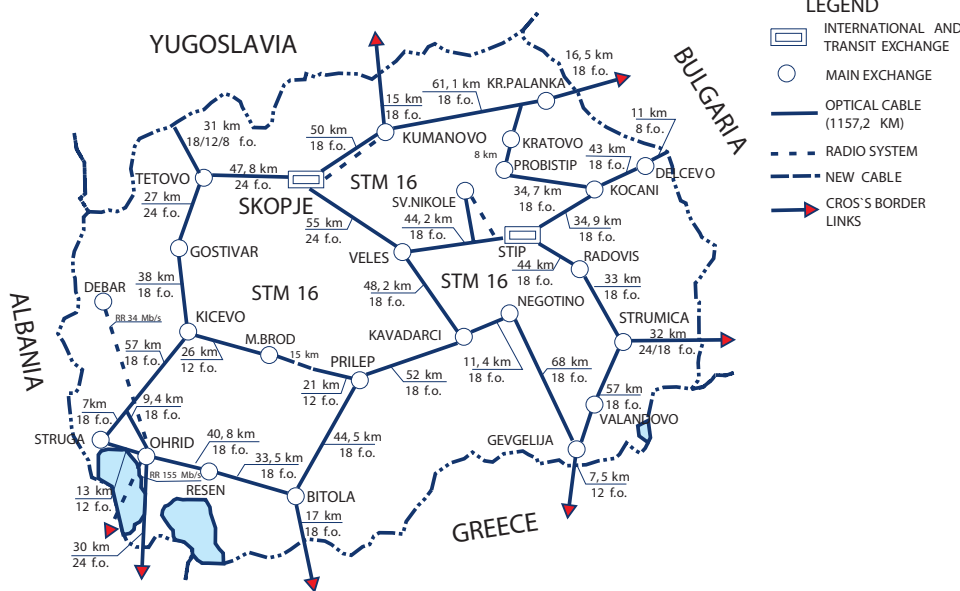 LEGEND
INTERNATIONAL AND
TRANSIT EXCHANGE
MAIN EXCHANGE
OPTICAL CABLE
(1157,2 KM)
RADIO SYSTEM
NEW CABLE
CROS`S BORDER
LINKS
YUGOSLAVIA
BULGARIA
ALBANIA
GREECE
16,5 km
18 f.o.
KR.PALANKA
61,1 km
18 f.o.
15 km
18 f.o.
KUMANOVO
50 km
18 f.o.
31 km
18/12/8 f.o.
TETOVO
47,8 km
24 f.o.
SKOPJE
STM 16
27 km
24 f.o.
GOSTIVAR
38 km
18 f.o.
KICEVO
DEBAR
RR 34 Mb/s
57 km
18 f.o.
26 km
12 f.o.
M.BROD
15 km
PRILEP
21 km
12 f.o.
STM 16
55 km
24 f.o.
VELES
44,2 km
18 f.o.
SV.NIKOLE
STIP
KRATOVO
8 km
PROBISTIP
34,7 km
18 f.o.
43 km
18 f.o.
11 km
8 f.o.
DELCEVO
KOCANI
34,9 km
18 f.o.
44 km
18 f.o.
RADOVIS
33 km
18 f.o.
STRUMICA
32 km
24/18 f.o.
STM 16
48,2 km
18 f.o.
KAVADARCI
NEGOTINO
11,4 km
18 f.o.
52 km
18 f.o.
68 km
18 f.o.
57 km
18 f.o.
VALANDOVO
GEVGELIJA
7,5 km
12 f.o.
7km
18 f.o.
9,4 km
18 f.o.
STRUGA
OHRID
40,8 km
18 f.o.
RR 155 Mb/s
RESEN
33,5 km
18 f.o.
44,5 km
18 f.o.
BITOLA
17 km
18 f.o.
13 km
12 f.o.
30 km
24 f.o.